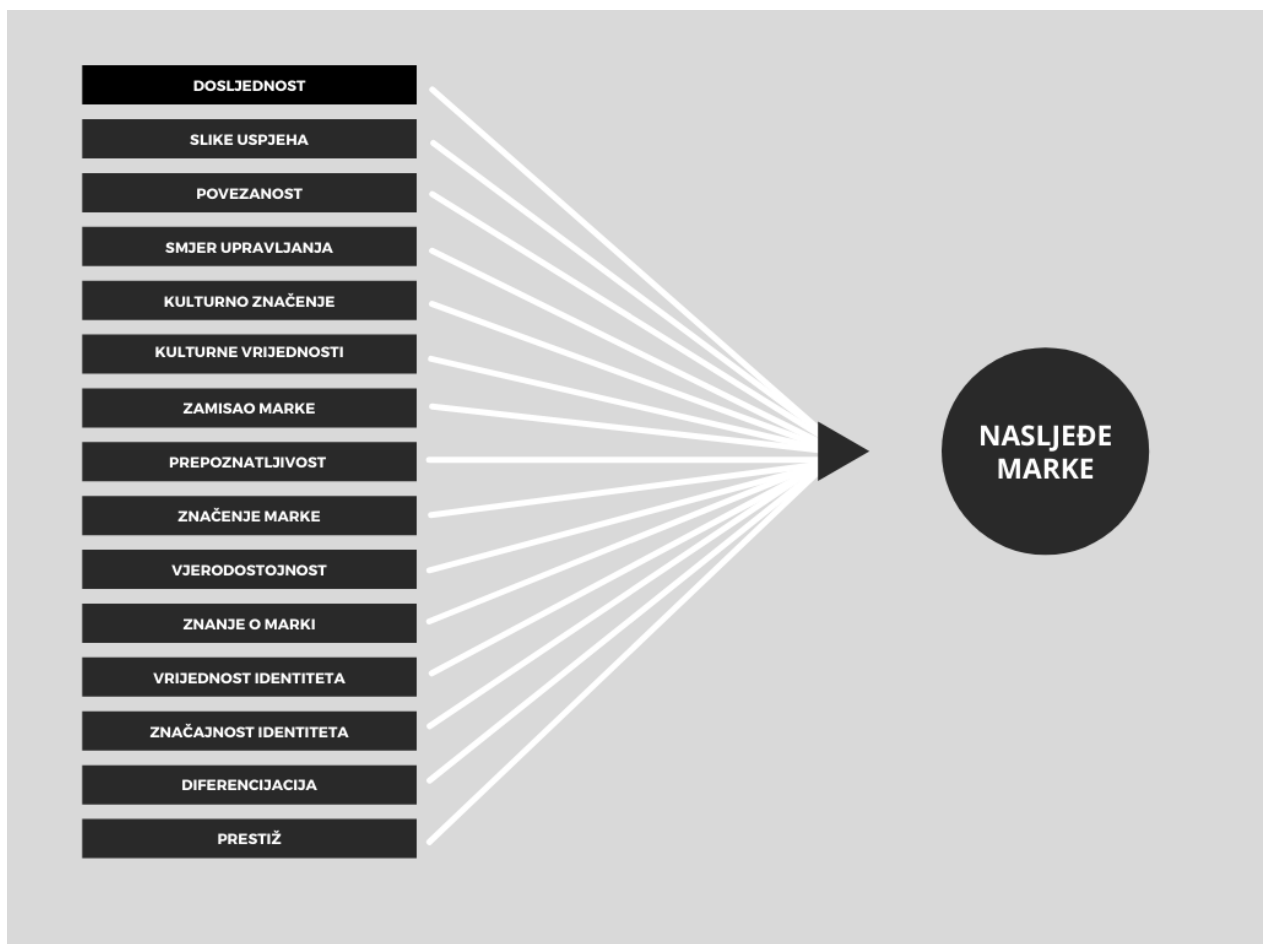 DOSLJEDNOST
SLIKE USPJEHA
POVEZANOST
SMJER UPRAVLJANJA
KULTURNO ZNAČENJE
KULTURNE VRIJEDNOSTI
ZAMISAO MARKE
PREPOZNATLJIVOST
ZNAČENJE MARKE
VJERODOSTOJNOST
ZNANJE O MARKI
VRIJEDNOST IDENTITETA
ZNAČAJNOST IDENTITETA
DIFERENCIJACIJA
PRESTIŽ
NASLJEĐE
MARKE